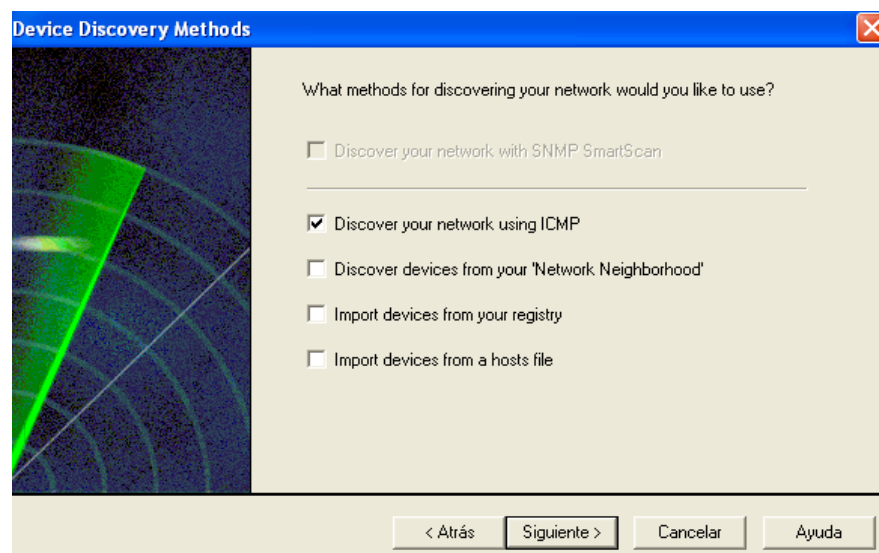 Device Discovery Methods
What methods for discovering your network would you like to use?
Discover your network with SNMP SmartScan
Discover your network using ICMP
Discover devices from your 'Network Neighborhood'
Import devices from your registry
Import devices from a hosts file
< Atrás Siguiente > Cancelar Ayuda